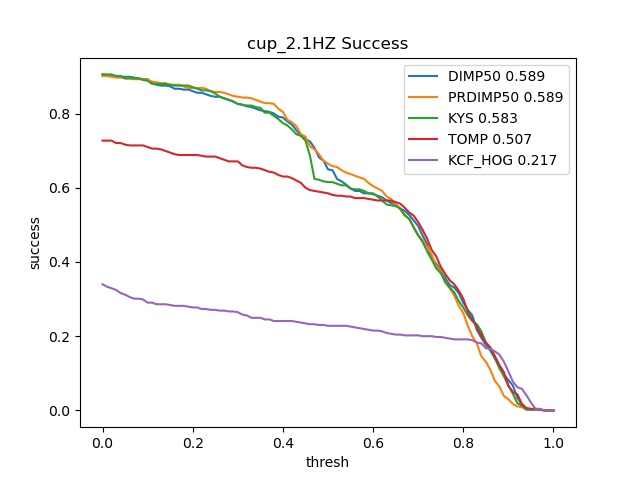 cup_2.1HZ Success
DIMP50 0.589
PRDIMP50 0.589
KYS 0.583
TOMP 0.507
KCF_HOG 0.217
success
0.8
0.6
0.4
0.2
0.0
0.0 0.2 0.4 0.6 0.8 1.0
thresh